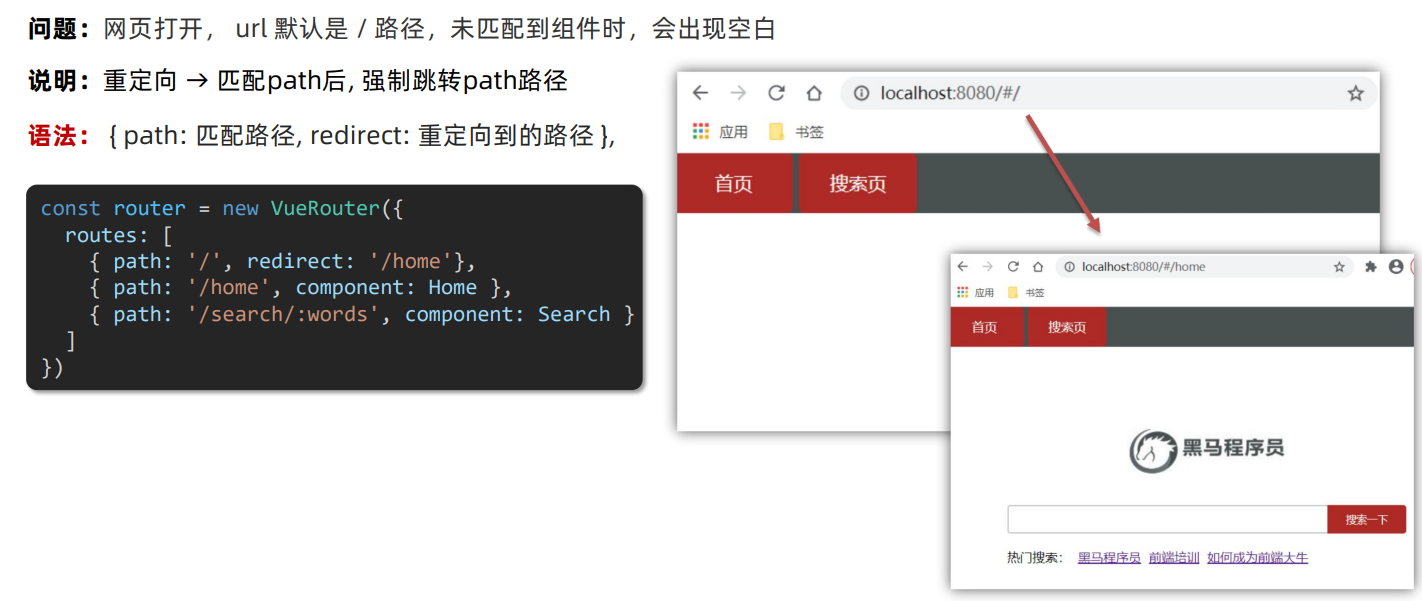 问题：网页打开， url 默认是 / 路径，未匹配到组件时，会出现空白
说明：重定向 → 匹配path后, 强制跳转path路径
语法： { path: 匹配路径, redirect: 重定向到的路径 },
const router = new VueRouter({
  routes: [
    { path: '/', redirect: '/home'},
    { path: '/home', component: Home },
    { path: '/search/:words', component: Search }
  ]
})
localhost:8080/#/
应用 书签
首页 搜索页
localhost:8080/#/home
应用 书签
首页 搜索页
黑马程序员
搜索一下
热门搜索： 黑马程序员 前端培训 如何成为前端大牛